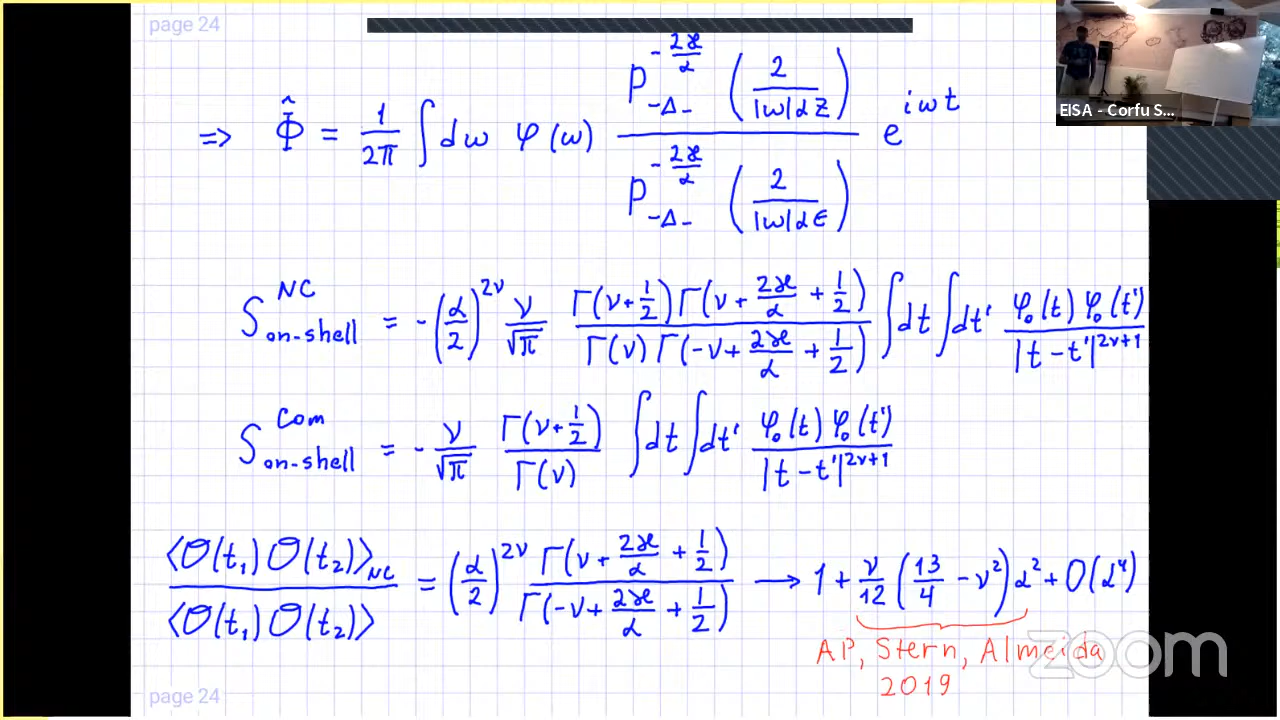 page 24
EISA - Corfu S...
=> Φ̂ = 1/2π ∫ dω φ(ω) P_{-Δ_-}^{-2ϰ/α} (2/|ω|αz) / P_{-Δ_-}^{-2ϰ/α} (2/|ω|αϵ) e^{iωt}
S^{NC}_{on-shell} = -(α/2)^{2ν} ν/√π Γ(ν+1/2) Γ(ν+2ϰ/α+1/2) / Γ(ν) Γ(-ν+2ϰ/α+1/2) ∫dt ∫dt' φ₀(t) φ₀(t') / |t-t'|^{2ν+1}
S^{Com}_{on-shell} = -ν/√π Γ(ν+1/2) / Γ(ν) ∫dt ∫dt' φ₀(t) φ₀(t') / |t-t'|^{2ν+1}
⟨O(t₁) O(t₂)⟩_{NC} / ⟨O(t₁) O(t₂)⟩ = (α/2)^{2ν} Γ(ν+2ϰ/α+1/2) / Γ(-ν+2ϰ/α+1/2) → 1 + ν/12 (13/4 - ν²) α² + O(α⁴)
AP, Stern, Almeida
2019
zoom
page 24